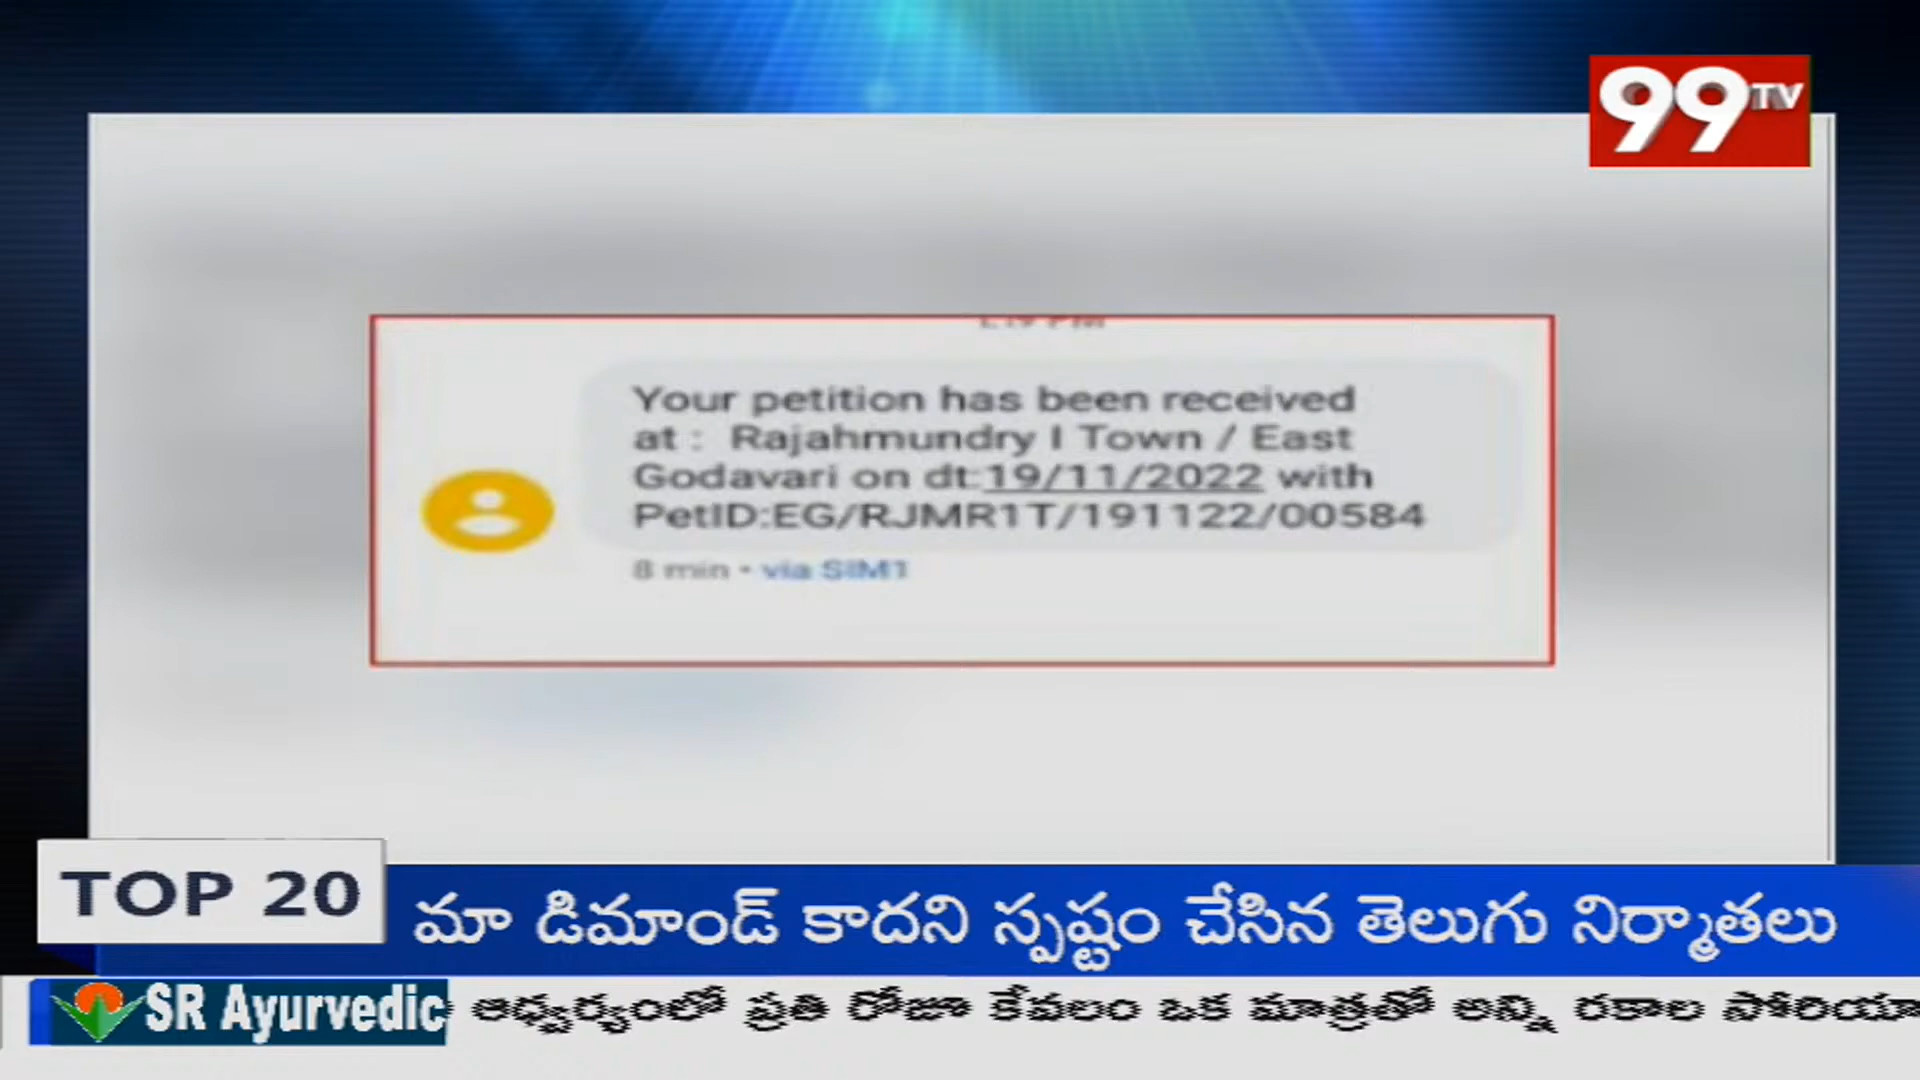 99 TV
Your petition has been received
at : Rajahmundry I Town / East
Godavari on dt:19/11/2022 with
PetID:EG/RJMR1T/191122/00584
8 min • via SIM1
TOP 20
మా డిమాండ్ కాదని స్పష్టం చేసిన తెలుగు నిర్మాతలు
SR Ayurvedic ఆధ్వర్యంలో ప్రతి రోజూ కేవలం ఒక మాత్రతో అన్ని రకాల